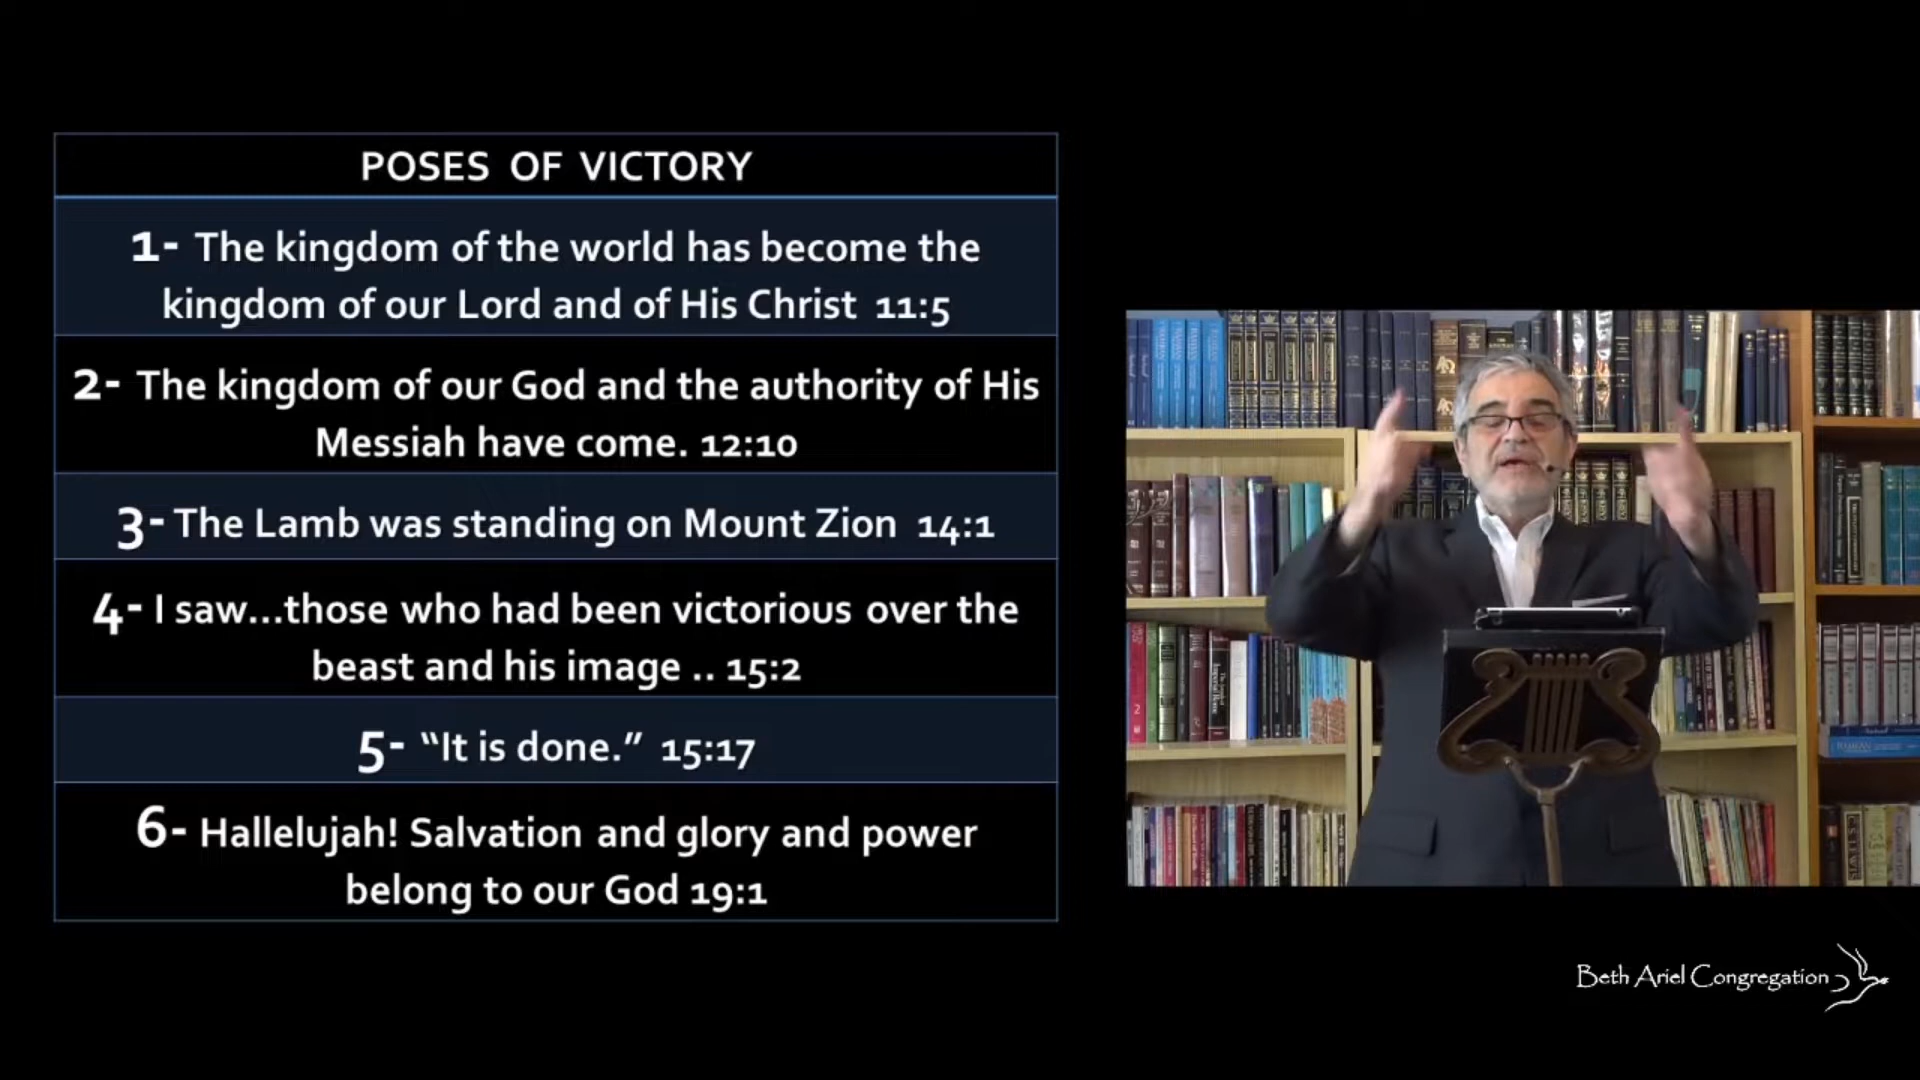 POSES OF VICTORY
1- The kingdom of the world has become the
kingdom of our Lord and of His Christ 11:5
2- The kingdom of our God and the authority of His
Messiah have come. 12:10
3- The Lamb was standing on Mount Zion 14:1
4- I saw...those who had been victorious over the
beast and his image .. 15:2
5- “It is done.” 15:17
6- Hallelujah! Salvation and glory and power
belong to our God 19:1
Beth Ariel Congregation